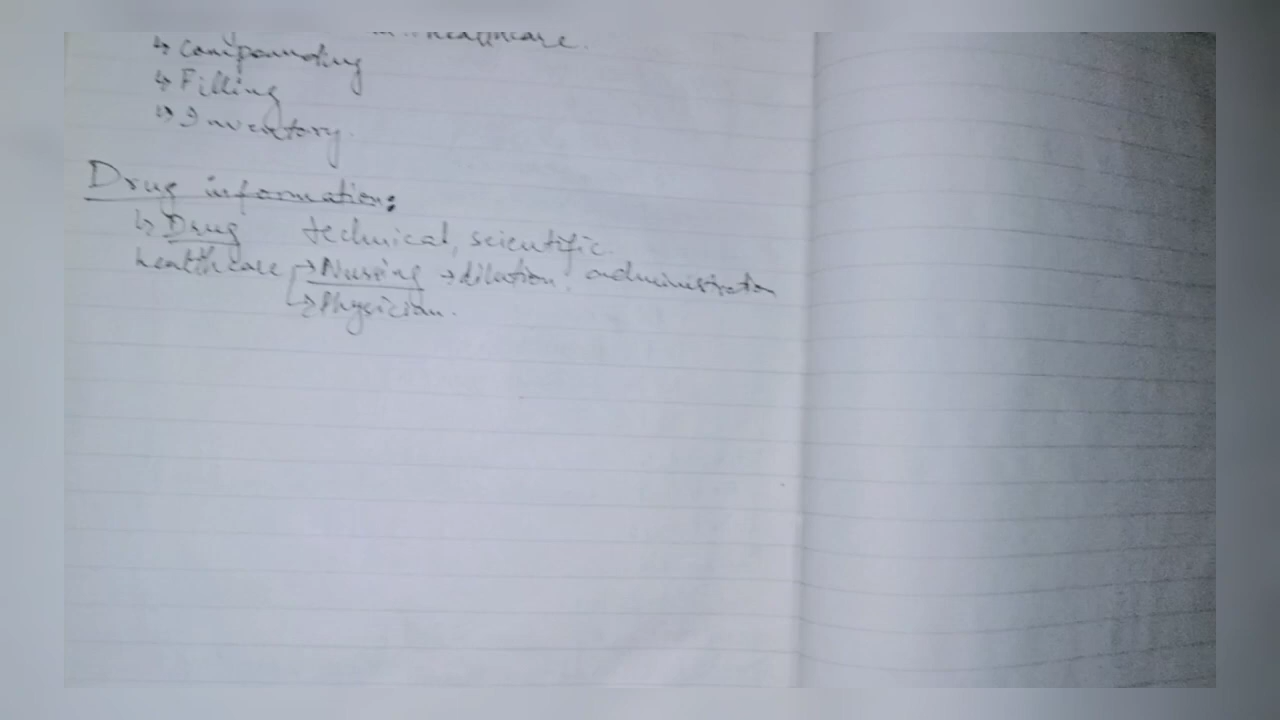 healthcare.
↳ Compounding
↳ Filling
↳ Inventory.
Drug information:
↳ Drug technical, scientific.
healthcare → Nursing → dilution, administration
→ Physician.